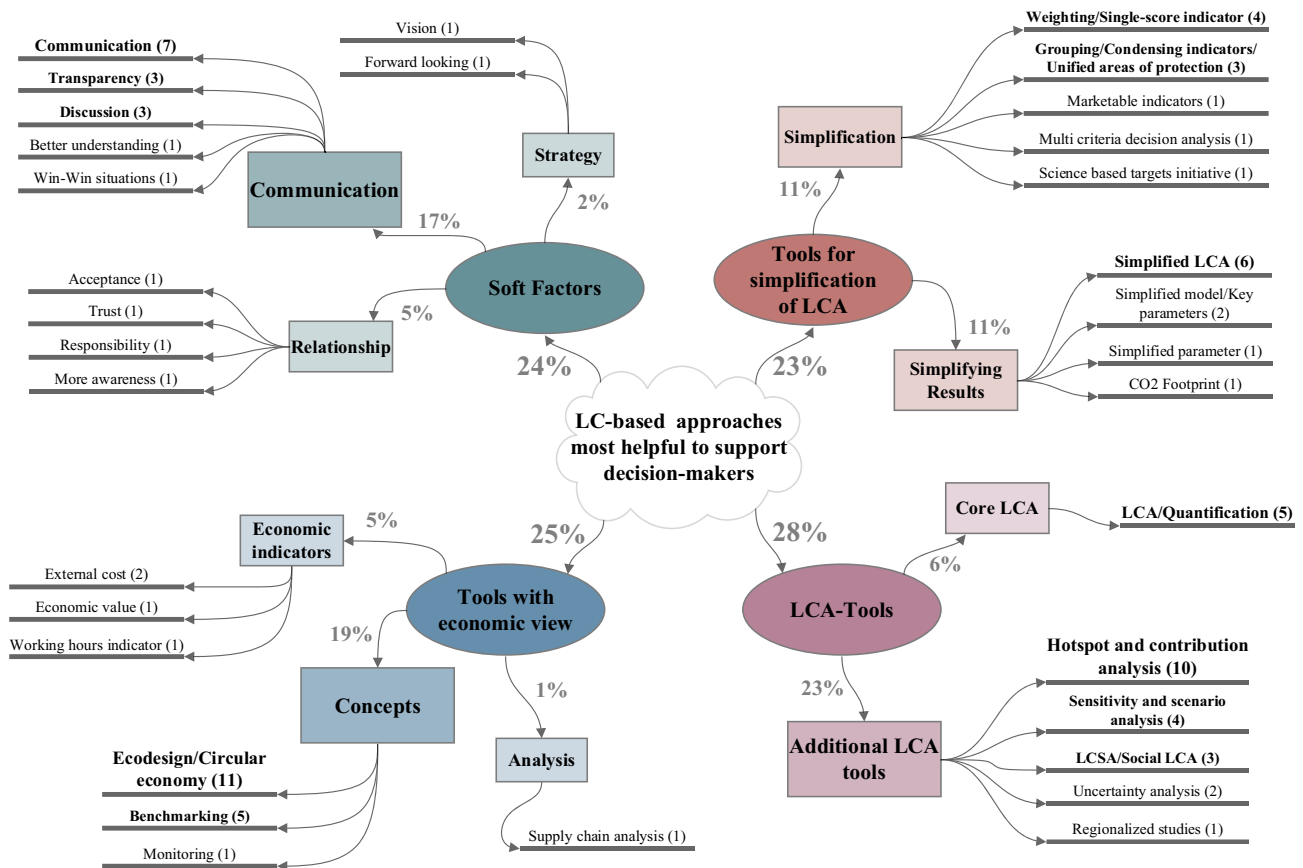 Communication (7)
Transparency (3)
Discussion (3)
Better understanding (1)
Win-Win situations (1)
Communication
17%
Vision (1)
Forward looking (1)
Strategy
2%
Soft Factors
24%
Acceptance (1)
Trust (1)
Responsibility (1)
More awareness (1)
Relationship
5%
Weighting/Single-score indicator (4)
Grouping/Condensing indicators/
Unified areas of protection (3)
Marketable indicators (1)
Multi criteria decision analysis (1)
Science based targets initiative (1)
Simplification
11%
Tools for
simplification
of LCA
23%
11%
Simplifying
Results
Simplified LCA (6)
Simplified model/Key
parameters (2)
Simplified parameter (1)
CO2 Footprint (1)
LC-based approaches
most helpful to support
decision-makers
25%
5%
Economic
indicators
External cost (2)
Economic value (1)
Working hours indicator (1)
Tools with
economic view
19%
Concepts
Ecodesign/Circular
economy (11)
Benchmarking (5)
Monitoring (1)
1%
Analysis
Supply chain analysis (1)
28%
LCA-Tools
6%
Core LCA
LCA/Quantification (5)
23%
Additional LCA
tools
Hotspot and contribution
analysis (10)
Sensitivity and scenario
analysis (4)
LCSA/Social LCA (3)
Uncertainty analysis (2)
Regionalized studies (1)